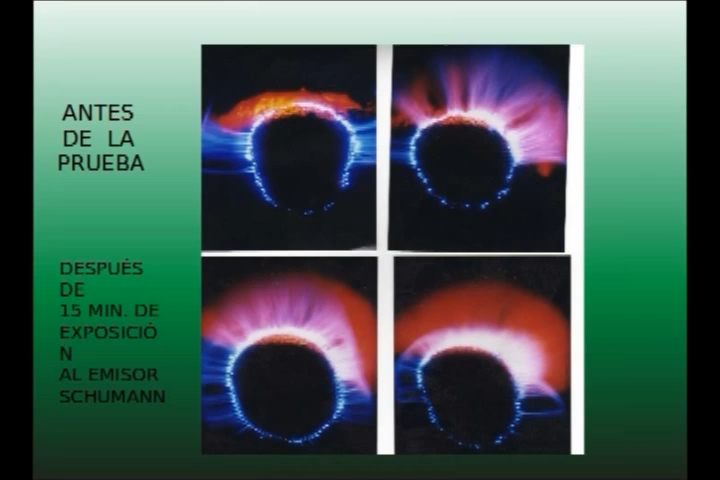 ANTES
DE LA
PRUEBA
DESPUÉS
DE
15 MIN. DE
EXPOSICIÓ
N
AL EMISOR
SCHUMANN